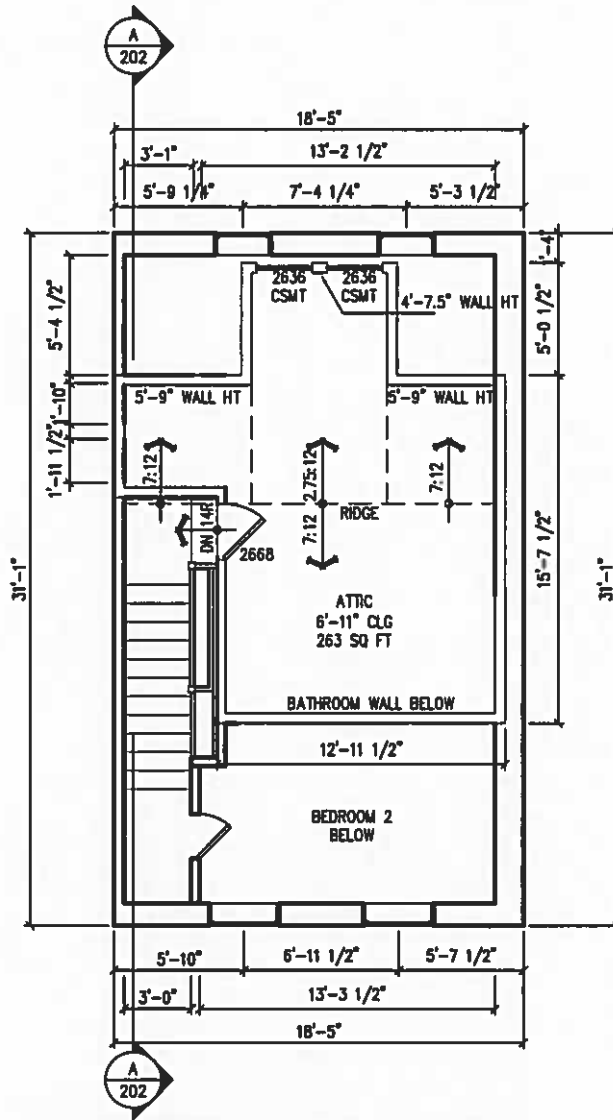 A
202
18'-5"
3'-1"
13'-2 1/2"
5'-9 1/4"
7'-4 1/4"
5'-3 1/2"
1'-4"
2636
CSMT
2636
CSMT
4'-7.5" WALL HT
5'-4 1/2"
5'-0 1/2"
5'-9" WALL HT
5'-9" WALL HT
1'-10"
1'-11 1/2"
7:12
2.75:12
7:12
7:12
RIDGE
DN 14R
2668
31'-1"
15'-7 1/2"
31'-1"
ATTIC
6'-11" CLG
263 SQ FT
BATHROOM WALL BELOW
12'-11 1/2"
BEDROOM 2
BELOW
5'-10"
6'-11 1/2"
5'-7 1/2"
3'-0"
13'-3 1/2"
18'-5"
A
202